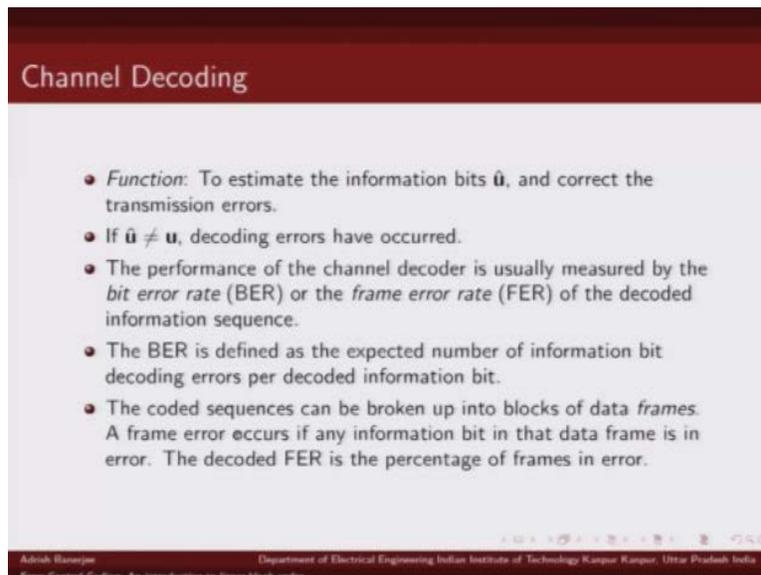 Channel Decoding
Function: To estimate the information bits û, and correct the
transmission errors.
If û ≠ u, decoding errors have occurred.
The performance of the channel decoder is usually measured by the
bit error rate (BER) or the frame error rate (FER) of the decoded
information sequence.
The BER is defined as the expected number of information bit
decoding errors per decoded information bit.
The coded sequences can be broken up into blocks of data frames.
A frame error occurs if any information bit in that data frame is in
error. The decoded FER is the percentage of frames in error.
Adrish Banerjee Department of Electrical Engineering Indian Institute of Technology Kanpur Kanpur, Uttar Pradesh India